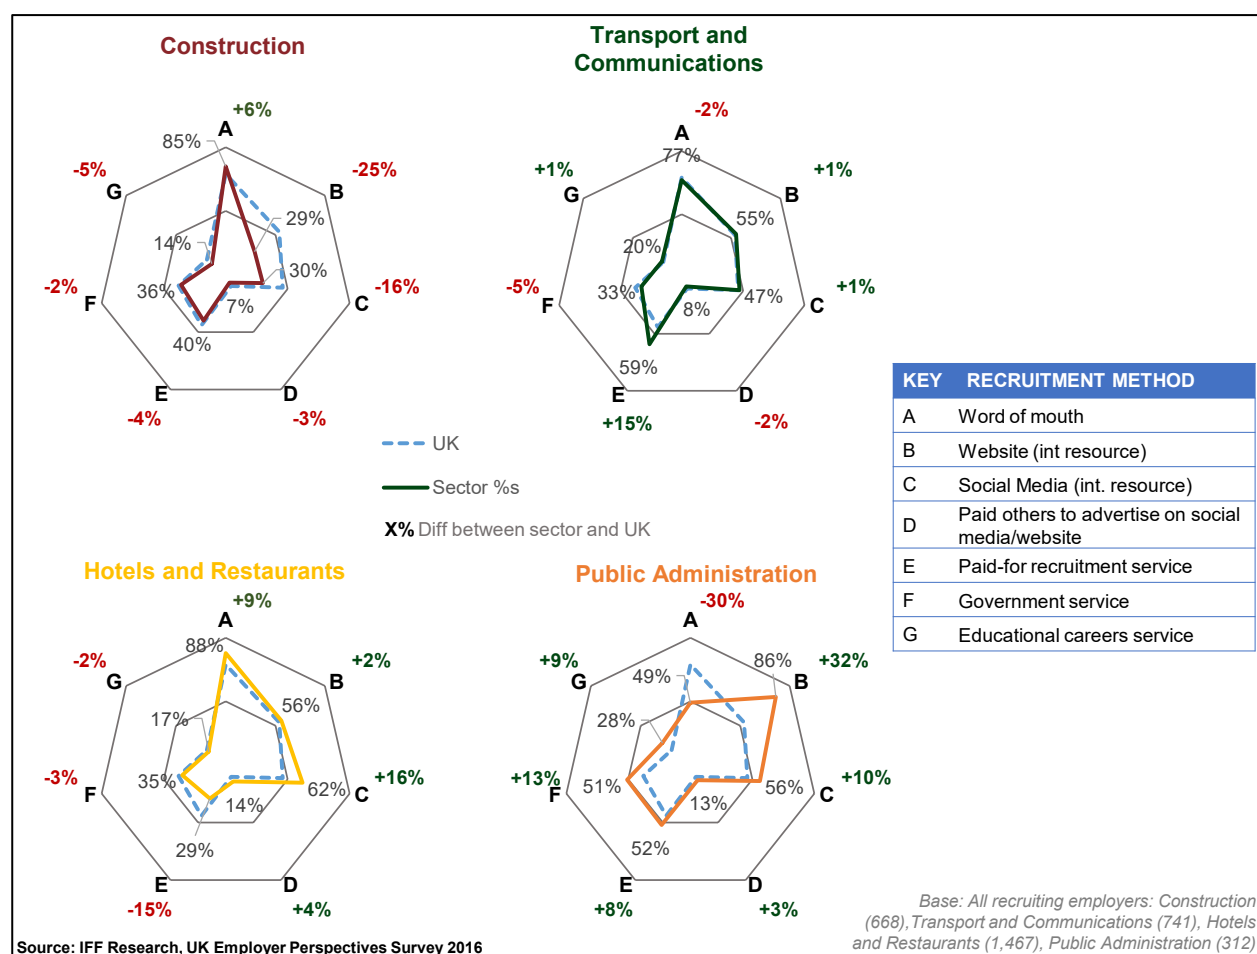 Construction
+6%
A
85%
-5%
G
-25%
B
29%
14%
30%
-2%
F
36%
-16%
C
7%
40%
E
-4%
D
-3%
Transport and
Communications
-2%
A
77%
+1%
G
+1%
B
55%
20%
-5%
F
33%
47%
+1%
C
8%
59%
E
+15%
D
-2%
UK
Sector %s
X% Diff between sector and UK
KEY RECRUITMENT METHOD
A Word of mouth
B Website (int resource)
C Social Media (int. resource)
D Paid others to advertise on social
media/website
E Paid-for recruitment service
F Government service
G Educational careers service
Hotels and Restaurants
+9%
A
88%
-2%
G
+2%
B
56%
17%
-3%
F
35%
+16%
C
62%
14%
29%
E
-15%
D
+4%
Public Administration
-30%
A
86%
+9%
G
+32%
B
49%
28%
+13%
F
51%
56%
+10%
C
13%
52%
E
+8%
D
+3%
Base: All recruiting employers: Construction
(668),Transport and Communications (741), Hotels
and Restaurants (1,467), Public Administration (312)
Source: IFF Research, UK Employer Perspectives Survey 2016